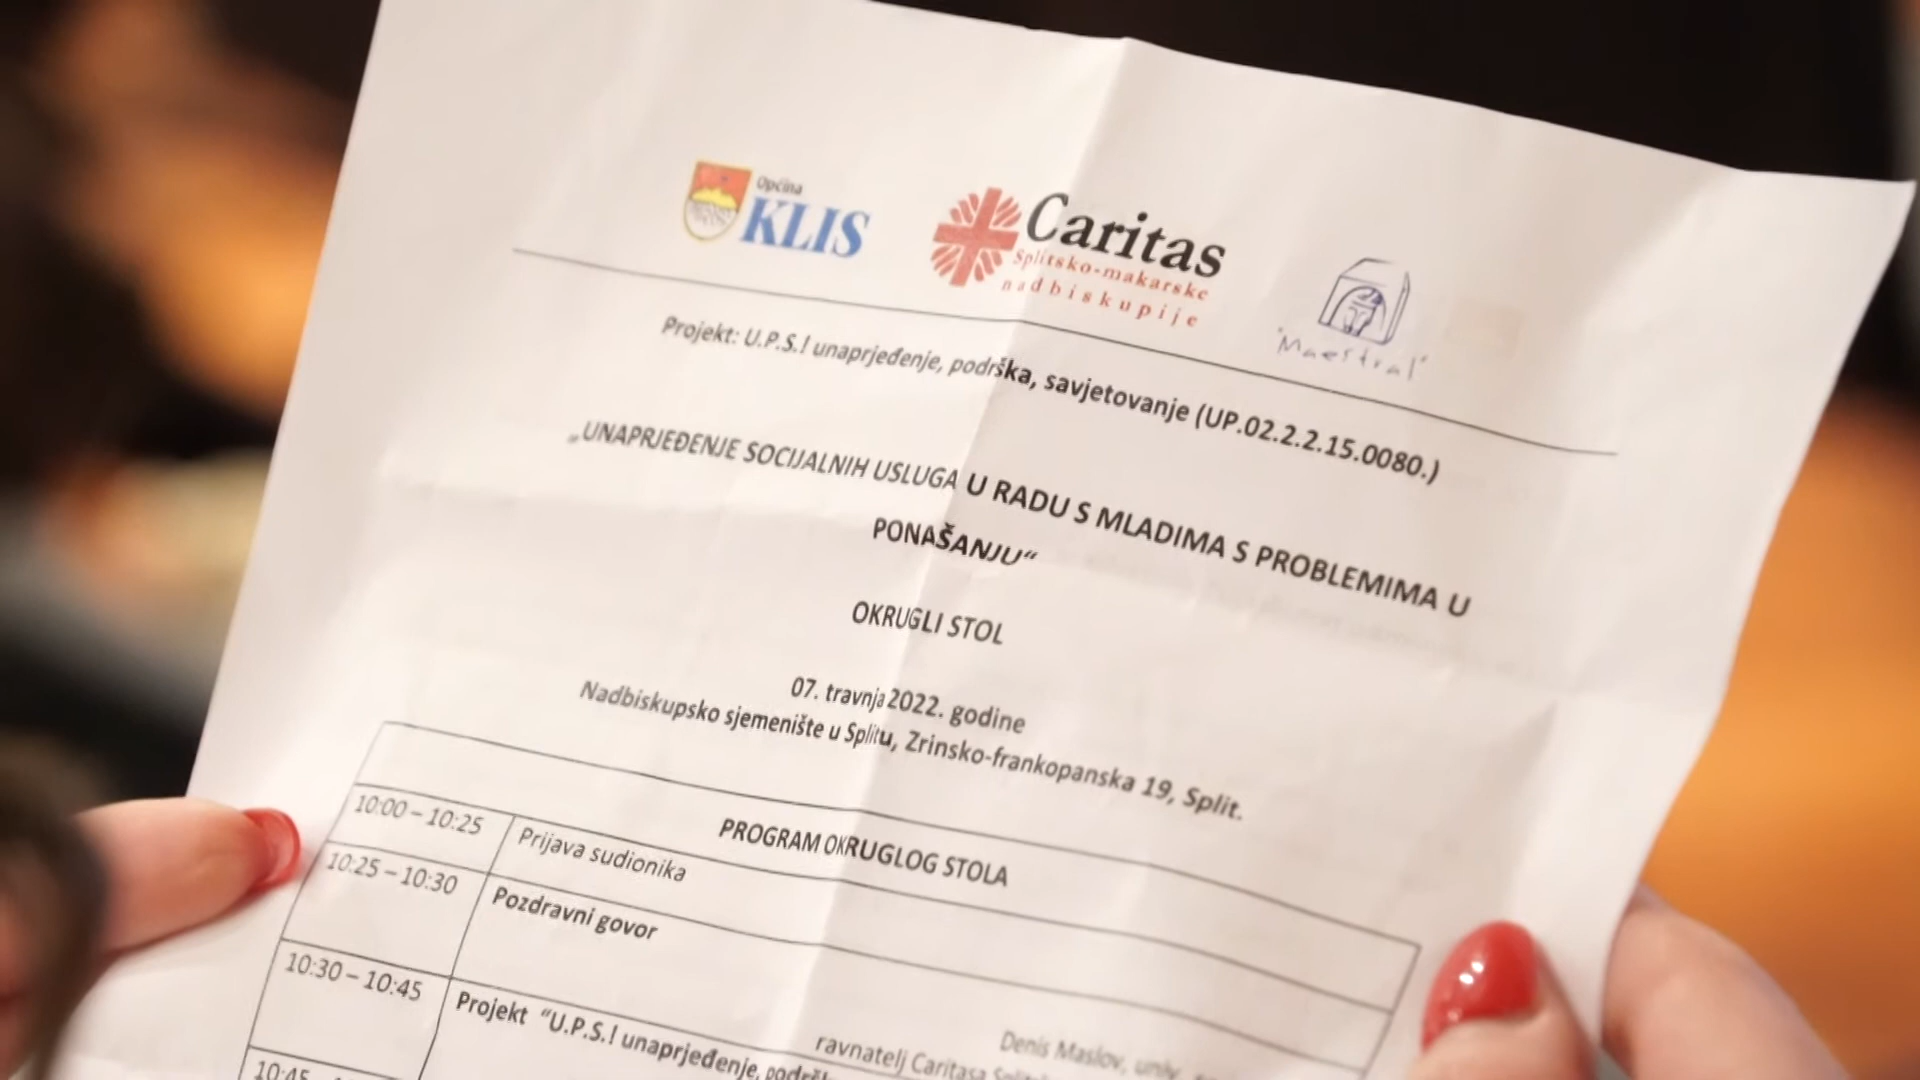 Općina
KLIS
Caritas
Splitsko-makarske
nadbiskupije
"Maestral"
Projekt: U.P.S.! unaprjeđenje, podrška, savjetovanje (UP.02.2.2.15.0080.)
„UNAPRJEĐENJE SOCIJALNIH USLUGA U RADU S MLADIMA S PROBLEMIMA U
PONAŠANJU“
OKRUGLI STOL
07. travnja 2022. godine
Nadbiskupsko sjemenište u Splitu, Zrinsko-frankopanska 19, Split.
PROGRAM OKRUGLOG STOLA
10:00 – 10:25 Prijava sudionika
10:25 – 10:30 Pozdravni govor
Denis Maslov, univ.
ravnatelj Caritasa
10:30 – 10:45 Projekt “U.P.S.! unaprjeđenje,
10:45